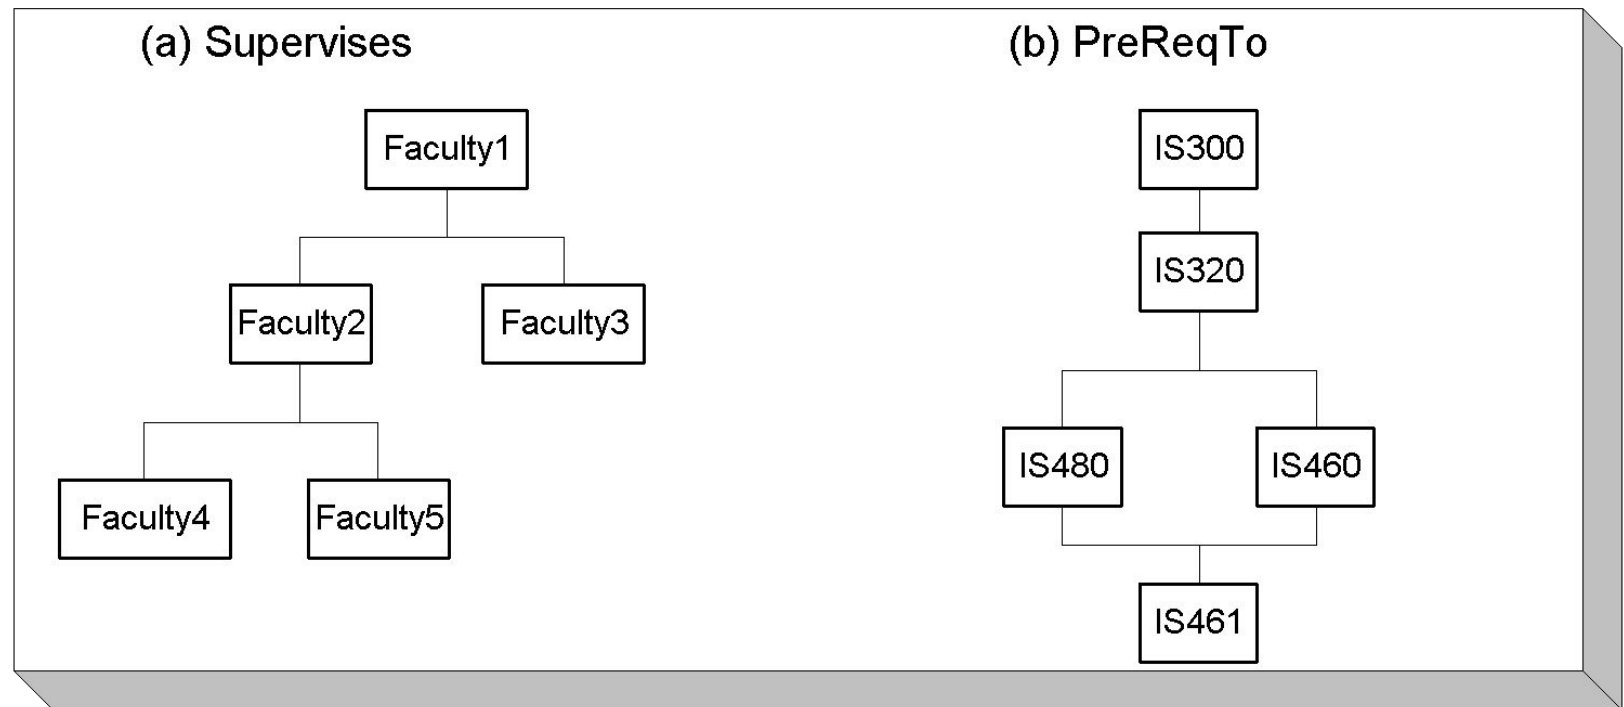 (a) Supervises
Faculty1
Faculty2
Faculty3
Faculty4
Faculty5
(b) PreReqTo
IS300
IS320
IS480
IS460
IS461